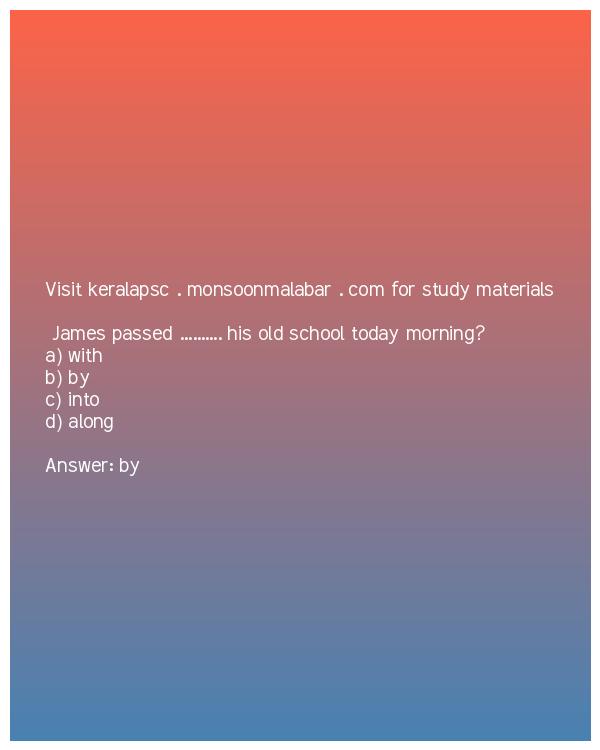 Visit keralapsc . monsoonmalabar . com for study materials
James passed .......... his old school today morning?
a) with
b) by
c) into
d) along
Answer: by